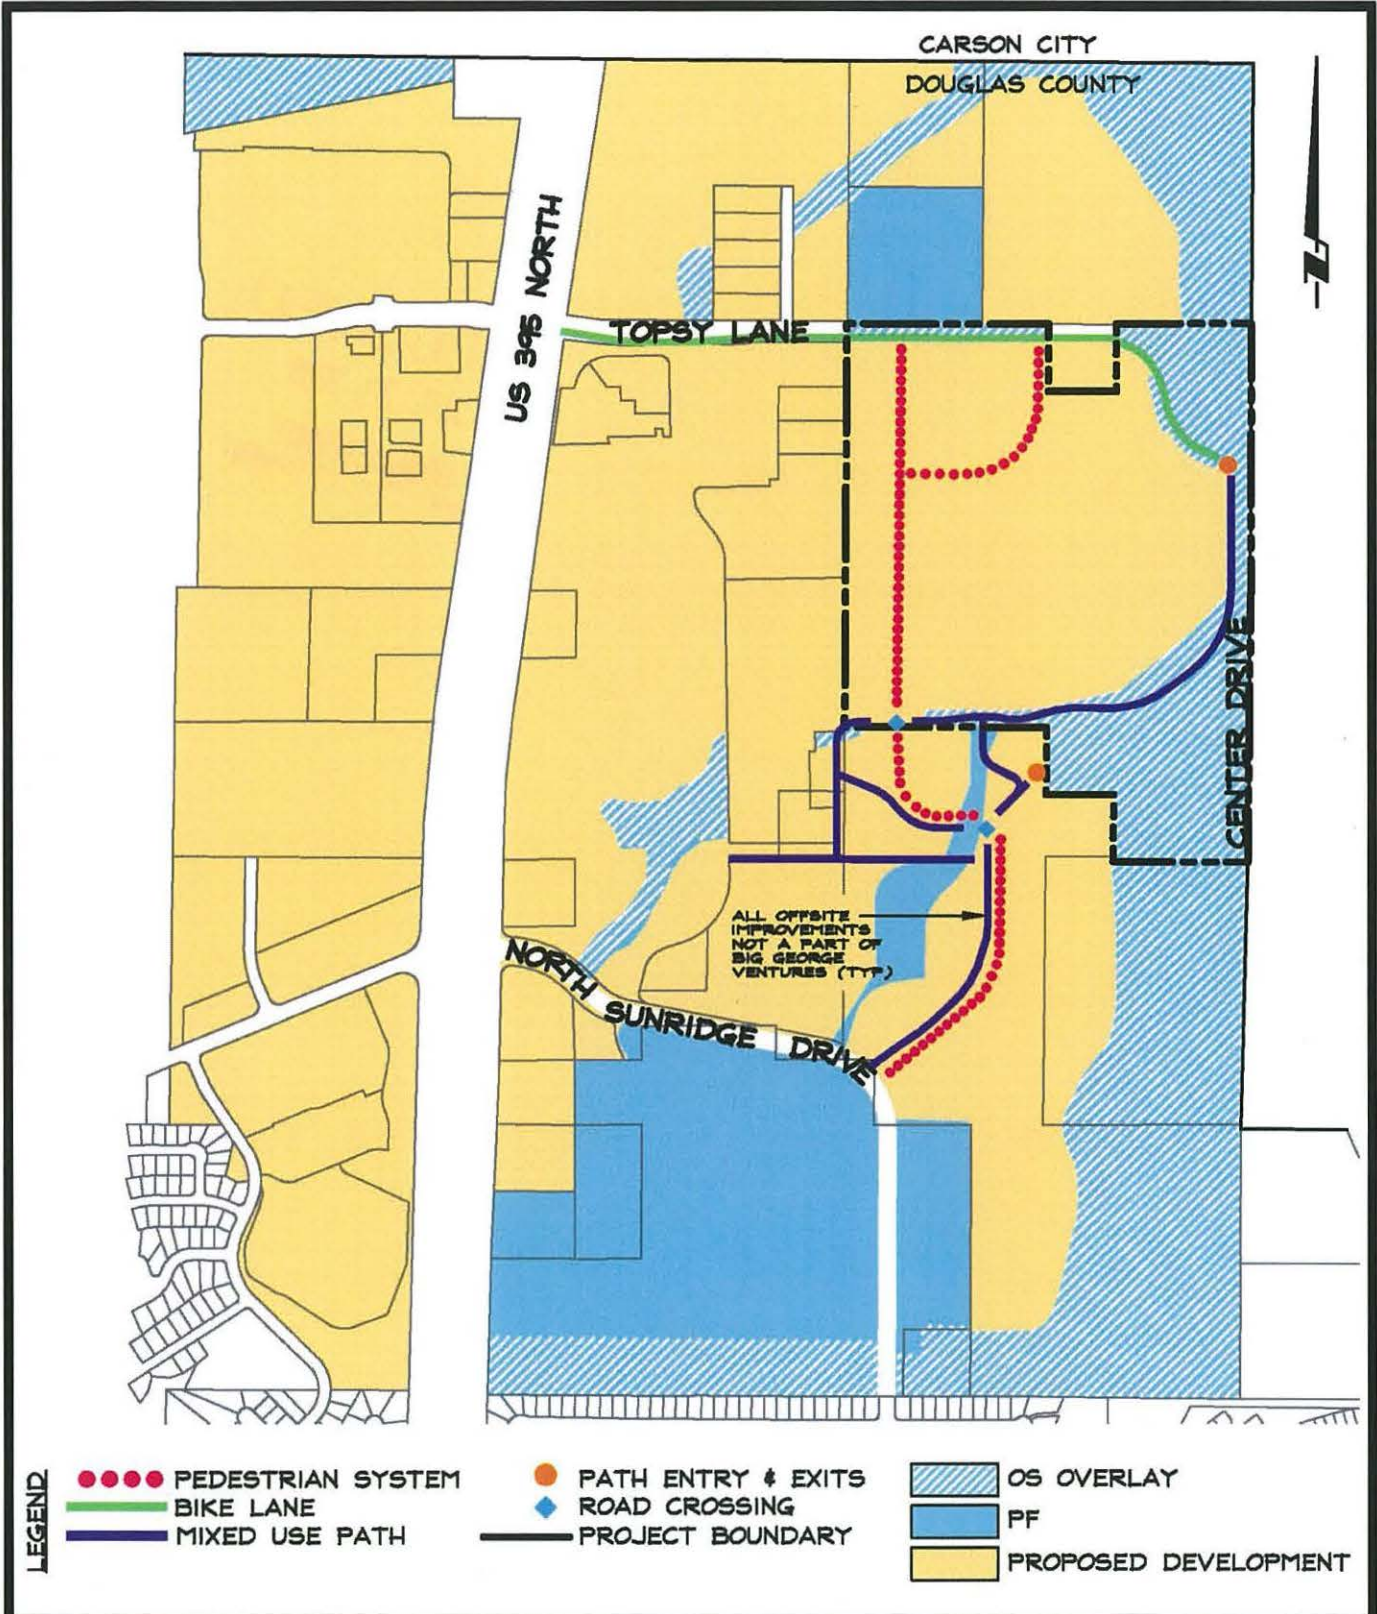 CARSON CITY
DOUGLAS COUNTY
US 395 NORTH
TOPSY LANE
CENTER DRIVE
ALL OFFSITE
IMPROVEMENTS
NOT A PART OF
BIG GEORGE
VENTURES (TYP)
NORTH SUNRIDGE DRIVE
LEGEND
PEDESTRIAN SYSTEM
BIKE LANE
MIXED USE PATH
PATH ENTRY & EXITS
ROAD CROSSING
PROJECT BOUNDARY
OS OVERLAY
PF
PROPOSED DEVELOPMENT